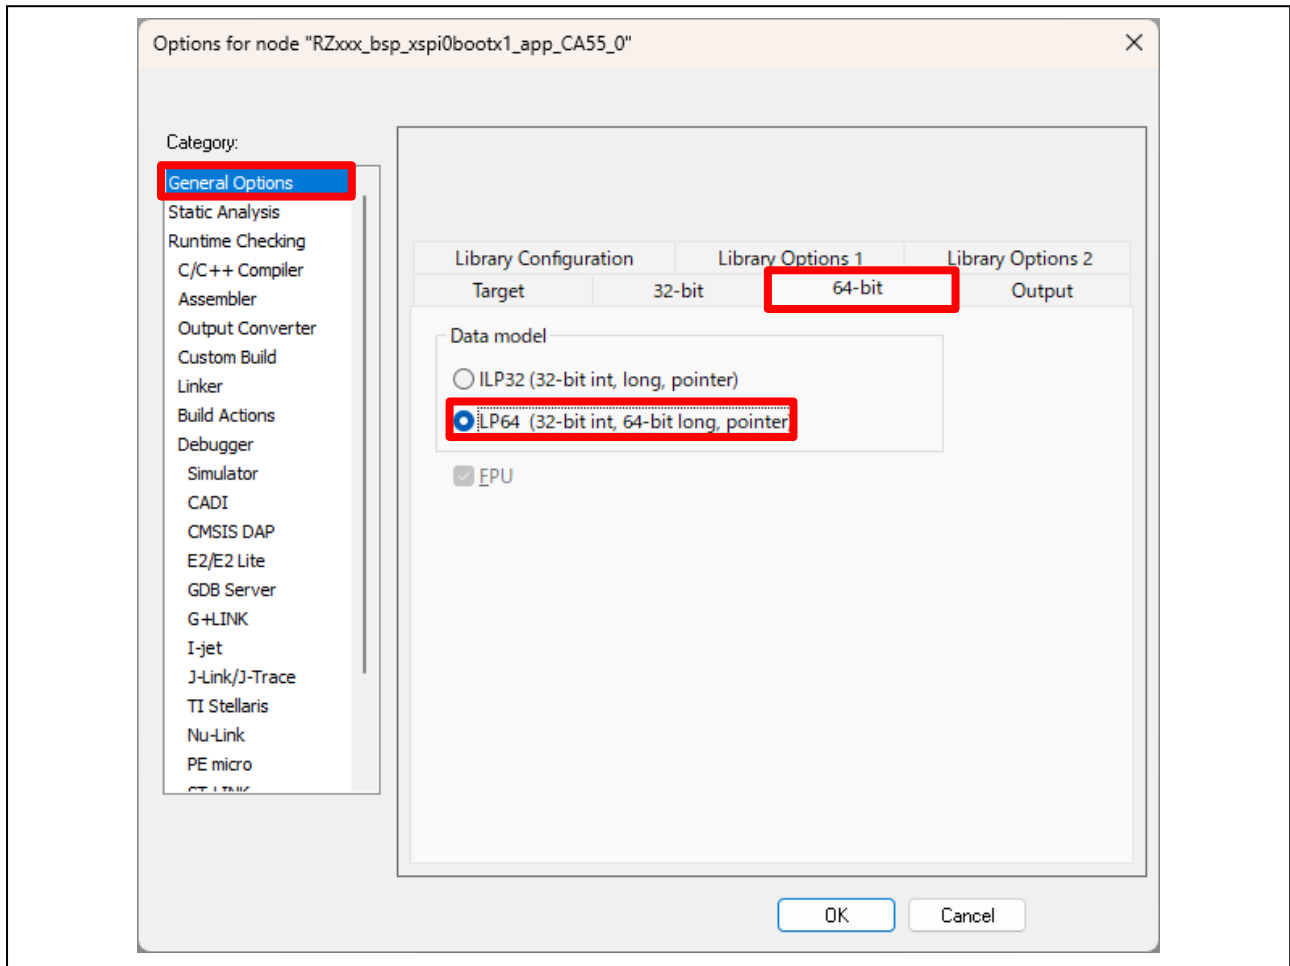 Options for node "RZxxx_bsp_xspi0bootx1_app_CA55_0"
Category:
General Options
Static Analysis
Runtime Checking
C/C++ Compiler
Assembler
Output Converter
Custom Build
Linker
Build Actions
Debugger
Simulator
CADI
CMSIS DAP
E2/E2 Lite
GDB Server
G+LINK
I-jet
J-Link/J-Trace
TI Stellaris
Nu-Link
PE micro
Library Configuration Library Options 1 Library Options 2
Target 32-bit 64-bit Output
Data model
ILP32 (32-bit int, long, pointer)
LP64 (32-bit int, 64-bit long, pointer)
FPU
OK Cancel